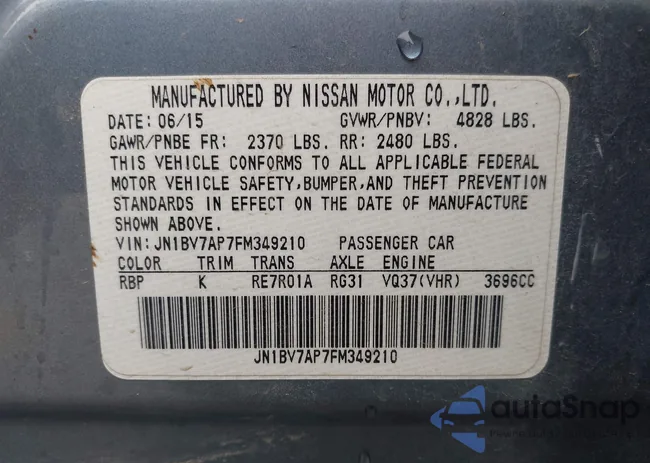 MANUFACTURED BY NISSAN MOTOR CO.,LTD.
DATE: 06/15 GVWR/PNBV: 4828 LBS.
GAWR/PNBE FR: 2370 LBS. RR: 2480 LBS.
THIS VEHICLE CONFORMS TO ALL APPLICABLE FEDERAL
MOTOR VEHICLE SAFETY,BUMPER,AND THEFT PREVENTION
STANDARDS IN EFFECT ON THE DATE OF MANUFACTURE
SHOWN ABOVE.
VIN:JN1BV7AP7FM349210 PASSENGER CAR
COLOR TRIM TRANS AXLE ENGINE
RBP K RE7R01A RG31 VQ37(VHR) 3696CC
JN1BV7AP7FM349210
autoSnap